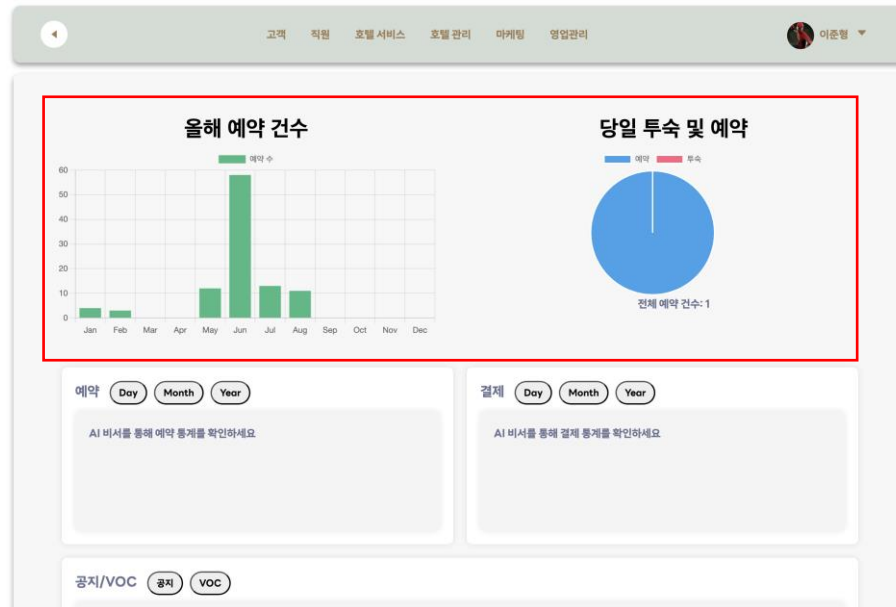 고객 직원 호텔 서비스 호텔 관리 마케팅 영업관리 이준형
올해 예약 건수
예약 수
60
50
40
30
20
10
0
Jan Feb Mar Apr May Jun Jul Aug Sep Oct Nov Dec
당일 투숙 및 예약
예약 투숙
전체 예약 건수: 1
예약 Day Month Year
AI 비서를 통해 예약 통계를 확인하세요
결제 Day Month Year
AI 비서를 통해 결제 통계를 확인하세요
공지/VOC 공지 VOC